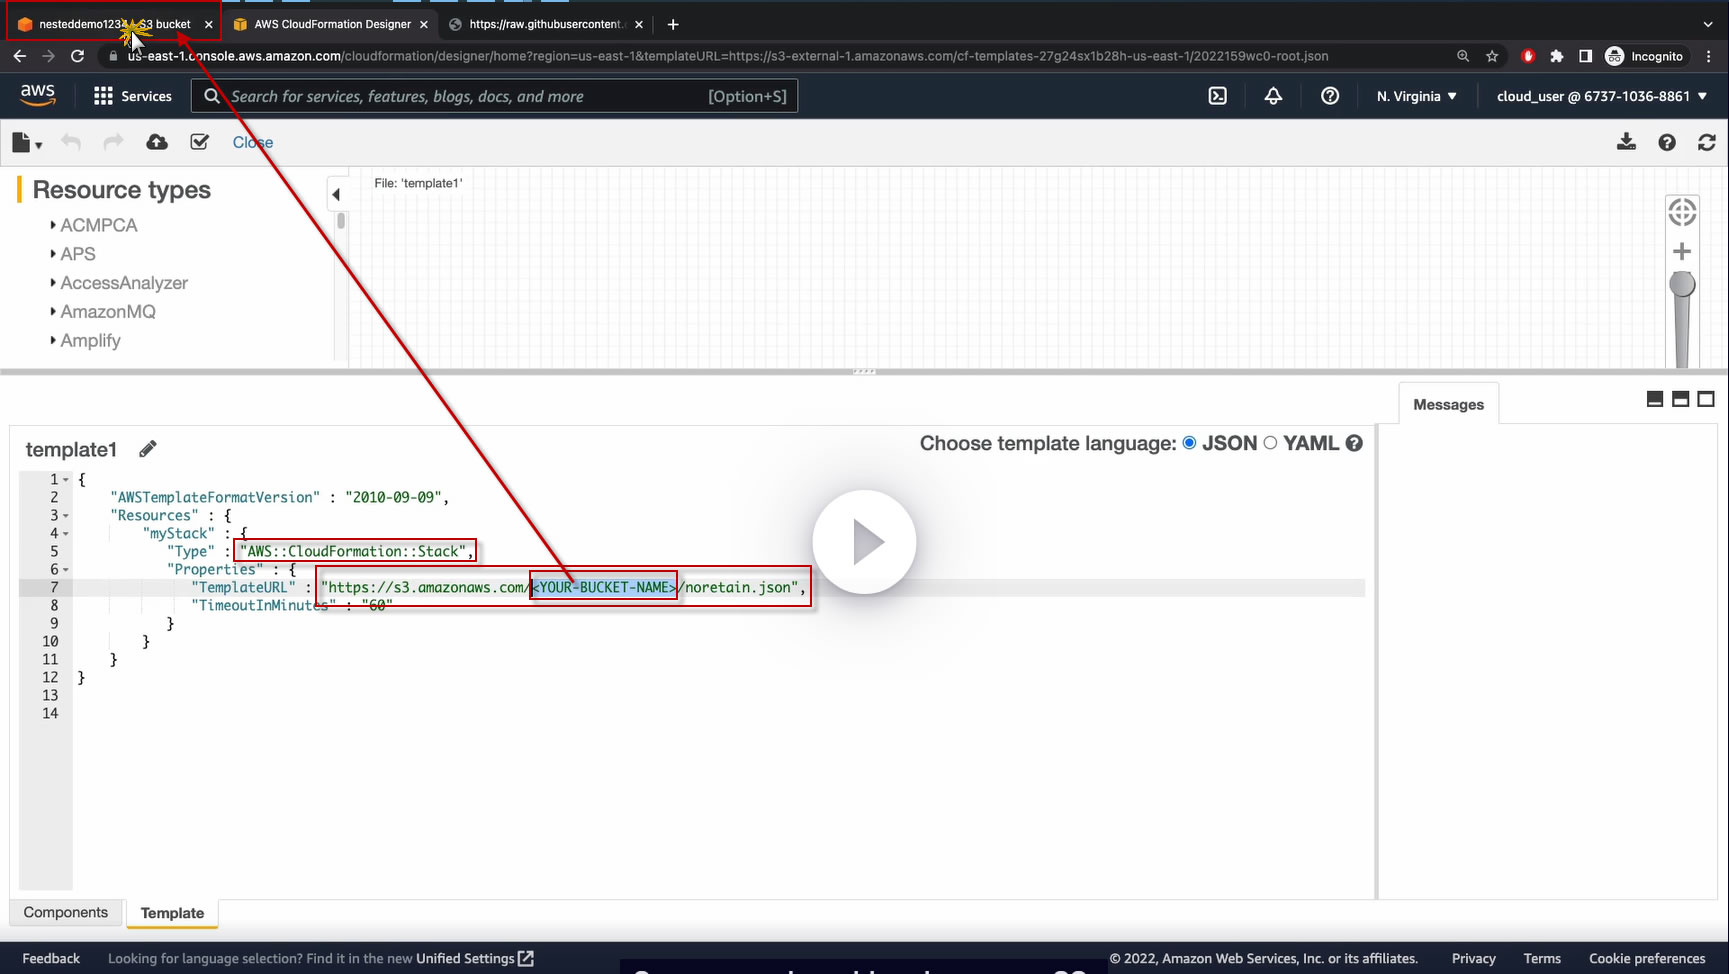 nesteddemo1234 - S3 bucket
AWS CloudFormation Designer
https://raw.githubusercontent.
us-east-1.console.aws.amazon.com/cloudformation/designer/home?region=us-east-1&templateURL=https://s3-external-1.amazonaws.com/cf-templates-27g24sx1b28h-us-east-1/2022159wc0-root.json
Incognito
aws
Services
Search for services, features, blogs, docs, and more
[Option+S]
N. Virginia
cloud_user @ 6737-1036-8861
Close
Resource types
ACMPCA
APS
AccessAnalyzer
AmazonMQ
Amplify
File: 'template1'
Messages
template1
Choose template language: JSON YAML
1 {
2 "AWSTemplateFormatVersion" : "2010-09-09",
3 "Resources" : {
4 "myStack" : {
5 "Type" : "AWS::CloudFormation::Stack",
6 "Properties" : {
7 "TemplateURL" : "https://s3.amazonaws.com/<YOUR-BUCKET-NAME>/noretain.json",
8 "TimeoutInMinutes" : "60"
9 }
10 }
11 }
12 }
13
14
Components
Template
Feedback
Looking for language selection? Find it in the new Unified Settings
© 2022, Amazon Web Services, Inc. or its affiliates.
Privacy
Terms
Cookie preferences